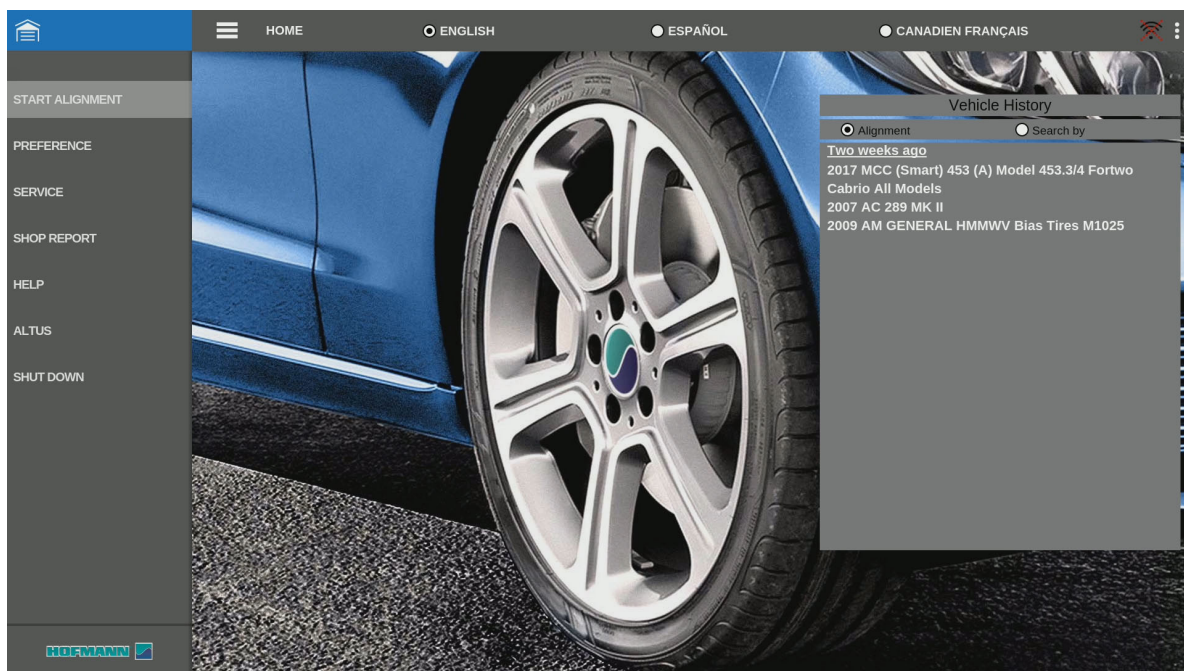 HOME
ENGLISH
ESPAÑOL
CANADIEN FRANÇAIS
START ALIGNMENT
PREFERENCE
SERVICE
SHOP REPORT
HELP
ALTUS
SHUT DOWN
HOFMANN
Vehicle History
Alignment
Search by
Two weeks ago
2017 MCC (Smart) 453 (A) Model 453.3/4 Fortwo
Cabrio All Models
2007 AC 289 MK II
2009 AM GENERAL HMMWV Bias Tires M1025